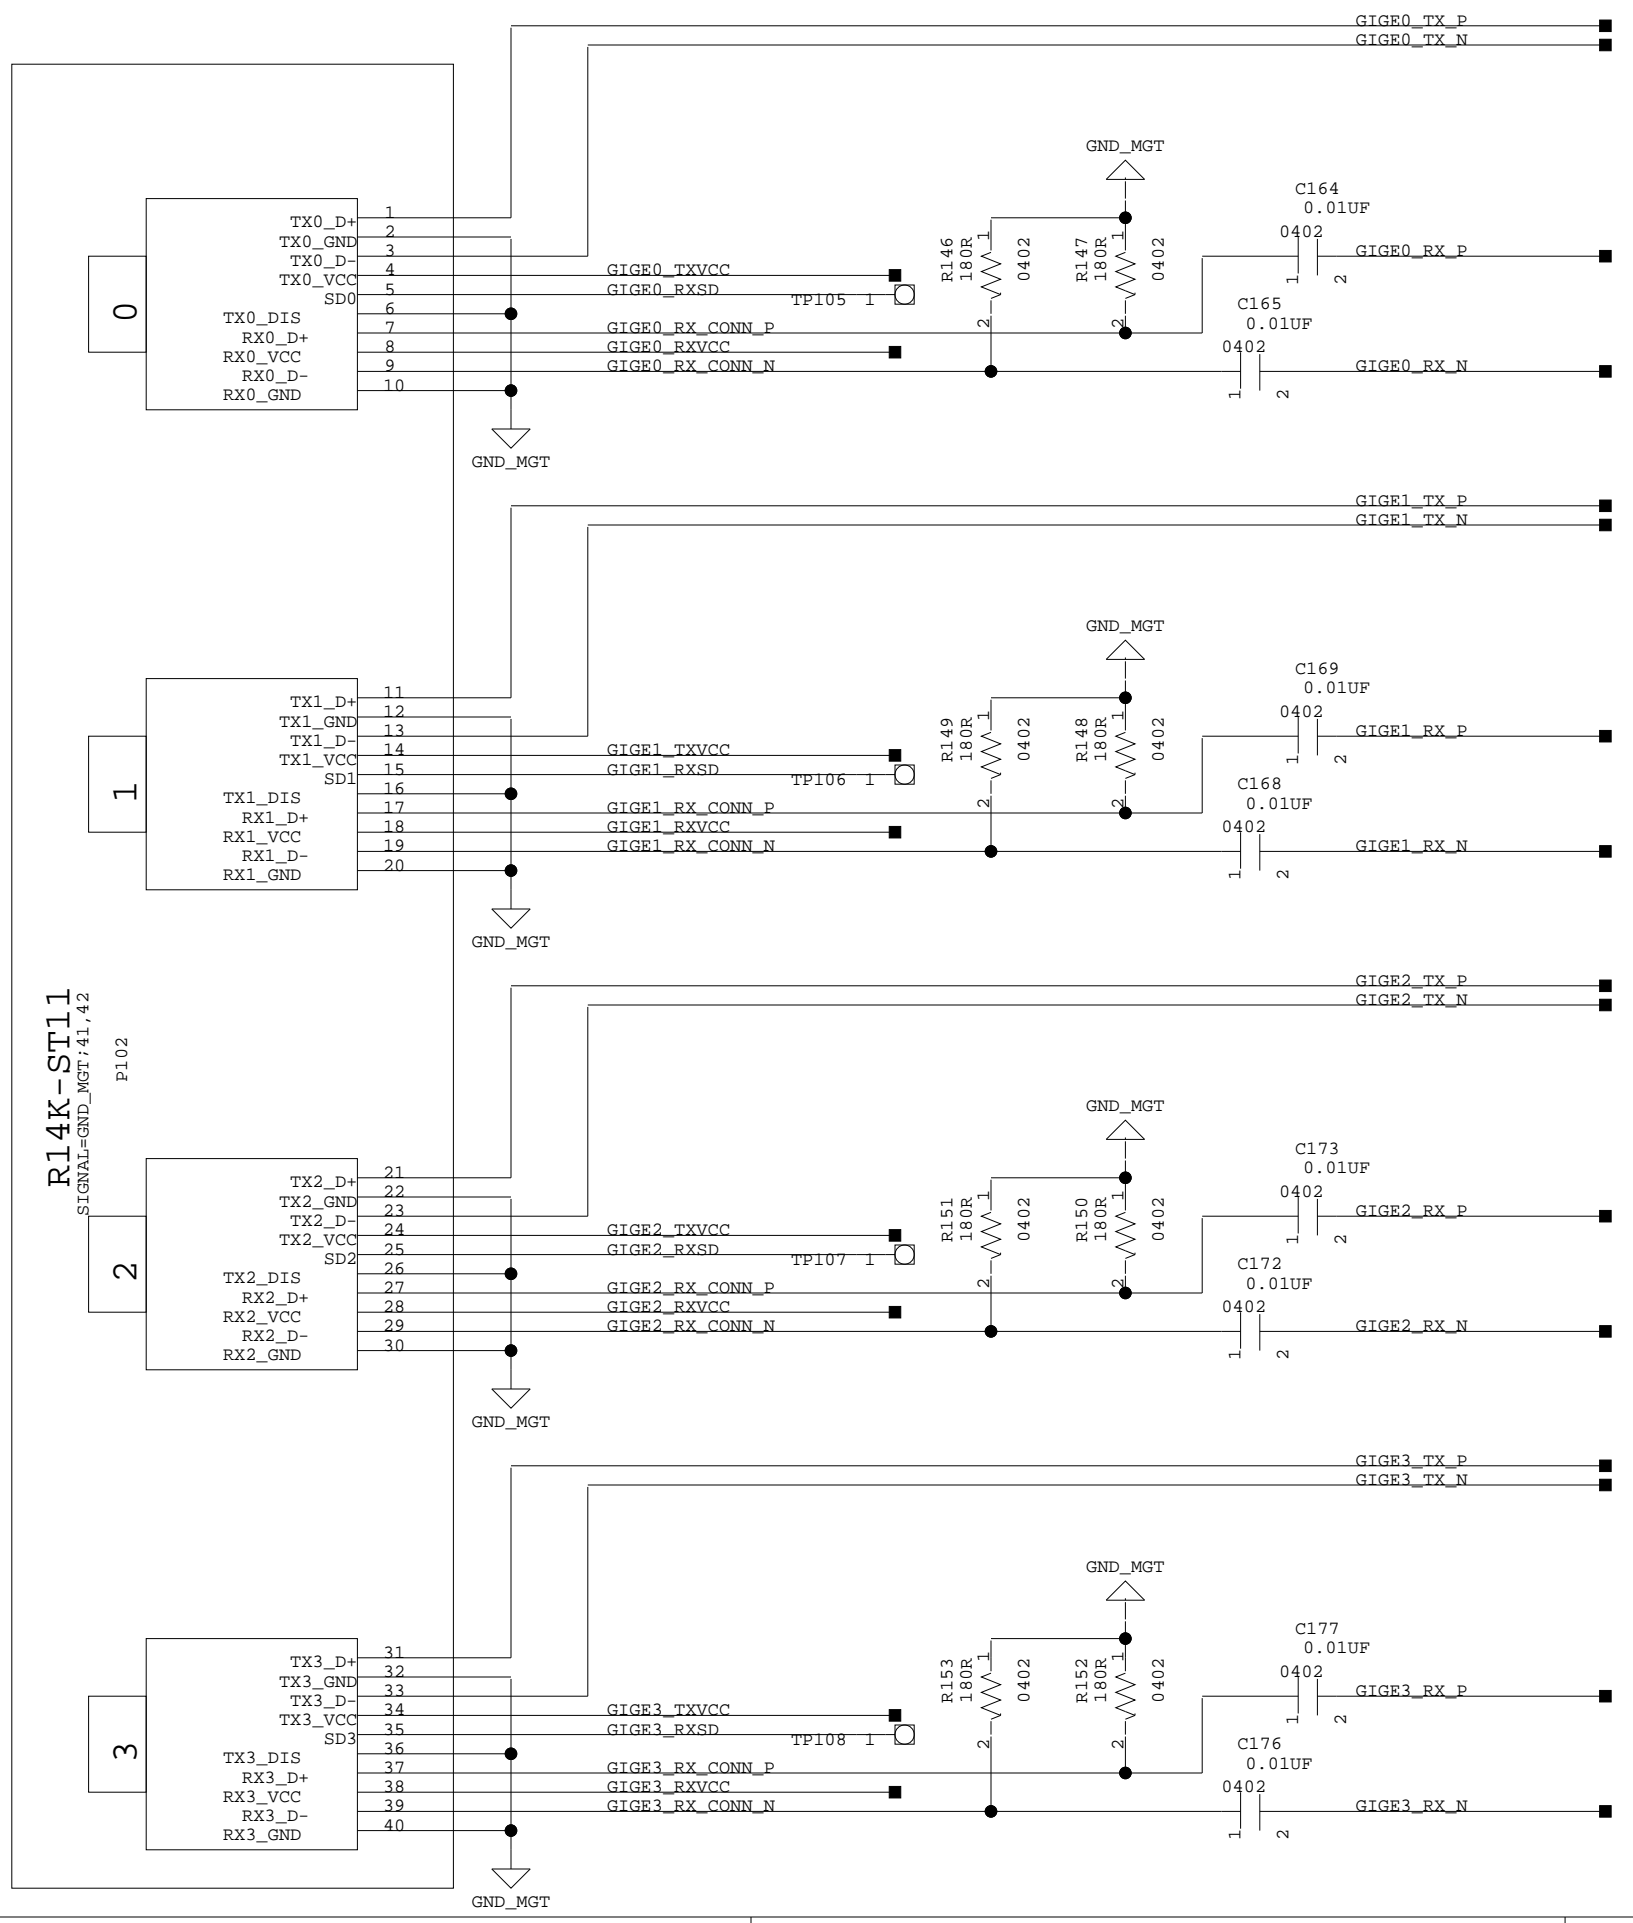 GIGE0_TX_P
GIGE0_TX_N
GND_MGT
C164
0.01UF
TX0_D+ 1
TX0_GND 2
TX0_D- 3
TX0_VCC 4 GIGE0_TXVCC
SD0 5 GIGE0_RXSD TP105 1
TX0_DIS 6
RX0_D+ 7 GIGE0_RX_CONN_P
RX0_VCC 8 GIGE0_RXVCC
RX0_D- 9 GIGE0_RX_CONN_N
RX0_GND 10
0
R146 180R 0402 1 2
R147 180R 0402 1 2
0402 1 2 GIGE0_RX_P
C165
0.01UF
0402 1 2 GIGE0_RX_N
GND_MGT
GIGE1_TX_P
GIGE1_TX_N
GND_MGT
C169
0.01UF
TX1_D+ 11
TX1_GND 12
TX1_D- 13
TX1_VCC 14 GIGE1_TXVCC
SD1 15 GIGE1_RXSD TP106 1
TX1_DIS 16
RX1_D+ 17 GIGE1_RX_CONN_P
RX1_VCC 18 GIGE1_RXVCC
RX1_D- 19 GIGE1_RX_CONN_N
RX1_GND 20
1
R149 180R 0402 1 2
R148 180R 0402 1 2
0402 1 2 GIGE1_RX_P
C168
0.01UF
0402 1 2 GIGE1_RX_N
GND_MGT
R14K-ST11
SIGNAL=GND_MGT;41,42
P102
GIGE2_TX_P
GIGE2_TX_N
GND_MGT
C173
0.01UF
TX2_D+ 21
TX2_GND 22
TX2_D- 23
TX2_VCC 24 GIGE2_TXVCC
SD2 25 GIGE2_RXSD TP107 1
TX2_DIS 26
RX2_D+ 27 GIGE2_RX_CONN_P
RX2_VCC 28 GIGE2_RXVCC
RX2_D- 29 GIGE2_RX_CONN_N
RX2_GND 30
2
R151 180R 0402 1 2
R150 180R 0402 1 2
0402 1 2 GIGE2_RX_P
C172
0.01UF
0402 1 2 GIGE2_RX_N
GND_MGT
GIGE3_TX_P
GIGE3_TX_N
GND_MGT
C177
0.01UF
TX3_D+ 31
TX3_GND 32
TX3_D- 33
TX3_VCC 34 GIGE3_TXVCC
SD3 35 GIGE3_RXSD TP108 1
TX3_DIS 36
RX3_D+ 37 GIGE3_RX_CONN_P
RX3_VCC 38 GIGE3_RXVCC
RX3_D- 39 GIGE3_RX_CONN_N
RX3_GND 40
3
R153 180R 0402 1 2
R152 180R 0402 1 2
0402 1 2 GIGE3_RX_P
C176
0.01UF
0402 1 2 GIGE3_RX_N
GND_MGT